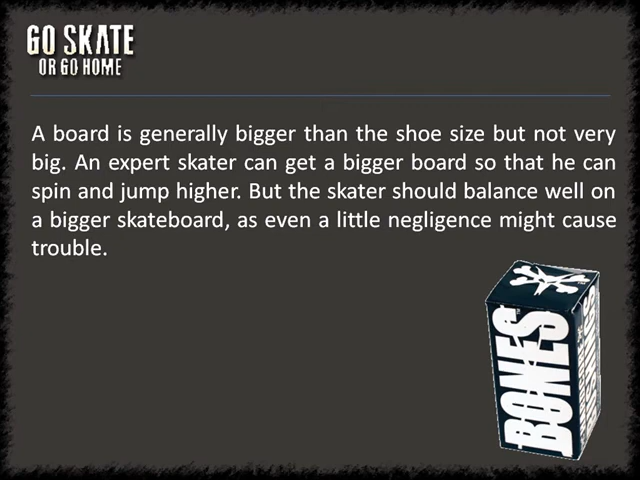 GO SKATE
OR GO HOME
A board is generally bigger than the shoe size but not very
big. An expert skater can get a bigger board so that he can
spin and jump higher. But the skater should balance well on
a bigger skateboard, as even a little negligence might cause
trouble.
BONES